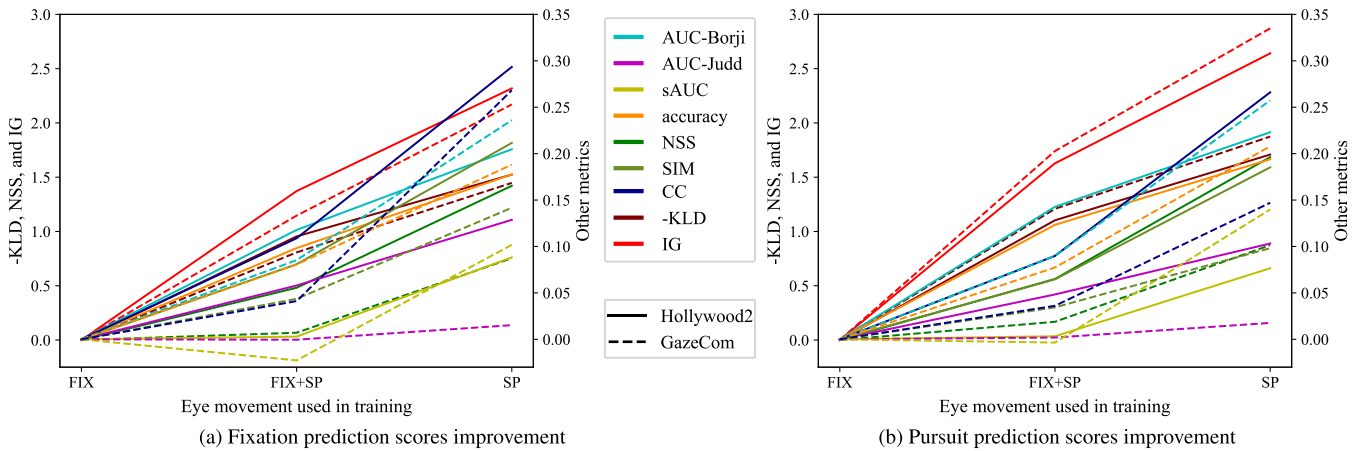 3.0
2.5
2.0
1.5
1.0
0.5
0.0
-KLD, NSS, and IG
0.35
0.30
0.25
0.20
0.15
0.10
0.05
0.00
Other metrics
FIX
FIX+SP
SP
Eye movement used in training
(a) Fixation prediction scores improvement
AUC-Borji
AUC-Judd
sAUC
accuracy
NSS
SIM
CC
-KLD
IG
Hollywood2
GazeCom
3.0
2.5
2.0
1.5
1.0
0.5
0.0
-KLD, NSS, and IG
0.35
0.30
0.25
0.20
0.15
0.10
0.05
0.00
Other metrics
FIX
FIX+SP
SP
Eye movement used in training
(b) Pursuit prediction scores improvement